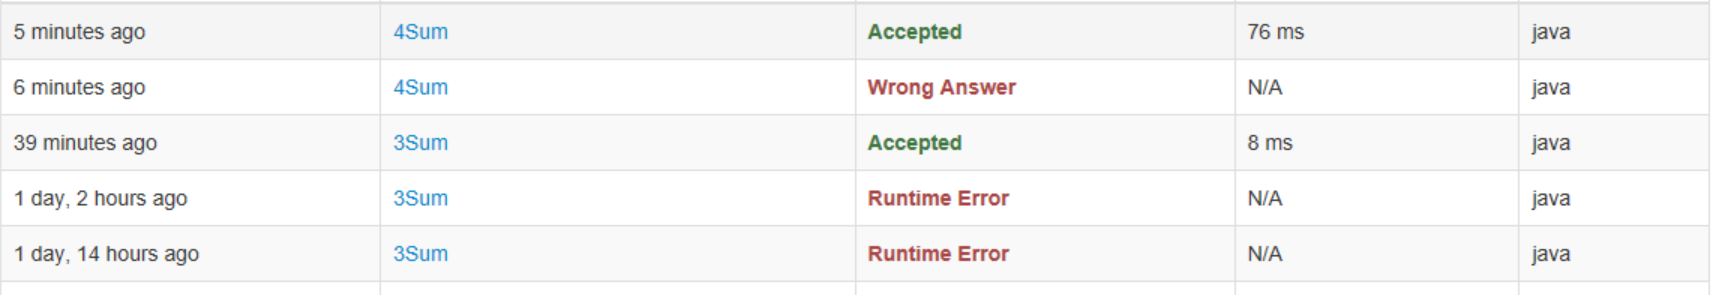 5 minutes ago 4Sum Accepted 76 ms java
6 minutes ago 4Sum Wrong Answer N/A java
39 minutes ago 3Sum Accepted 8 ms java
1 day, 2 hours ago 3Sum Runtime Error N/A java
1 day, 14 hours ago 3Sum Runtime Error N/A java